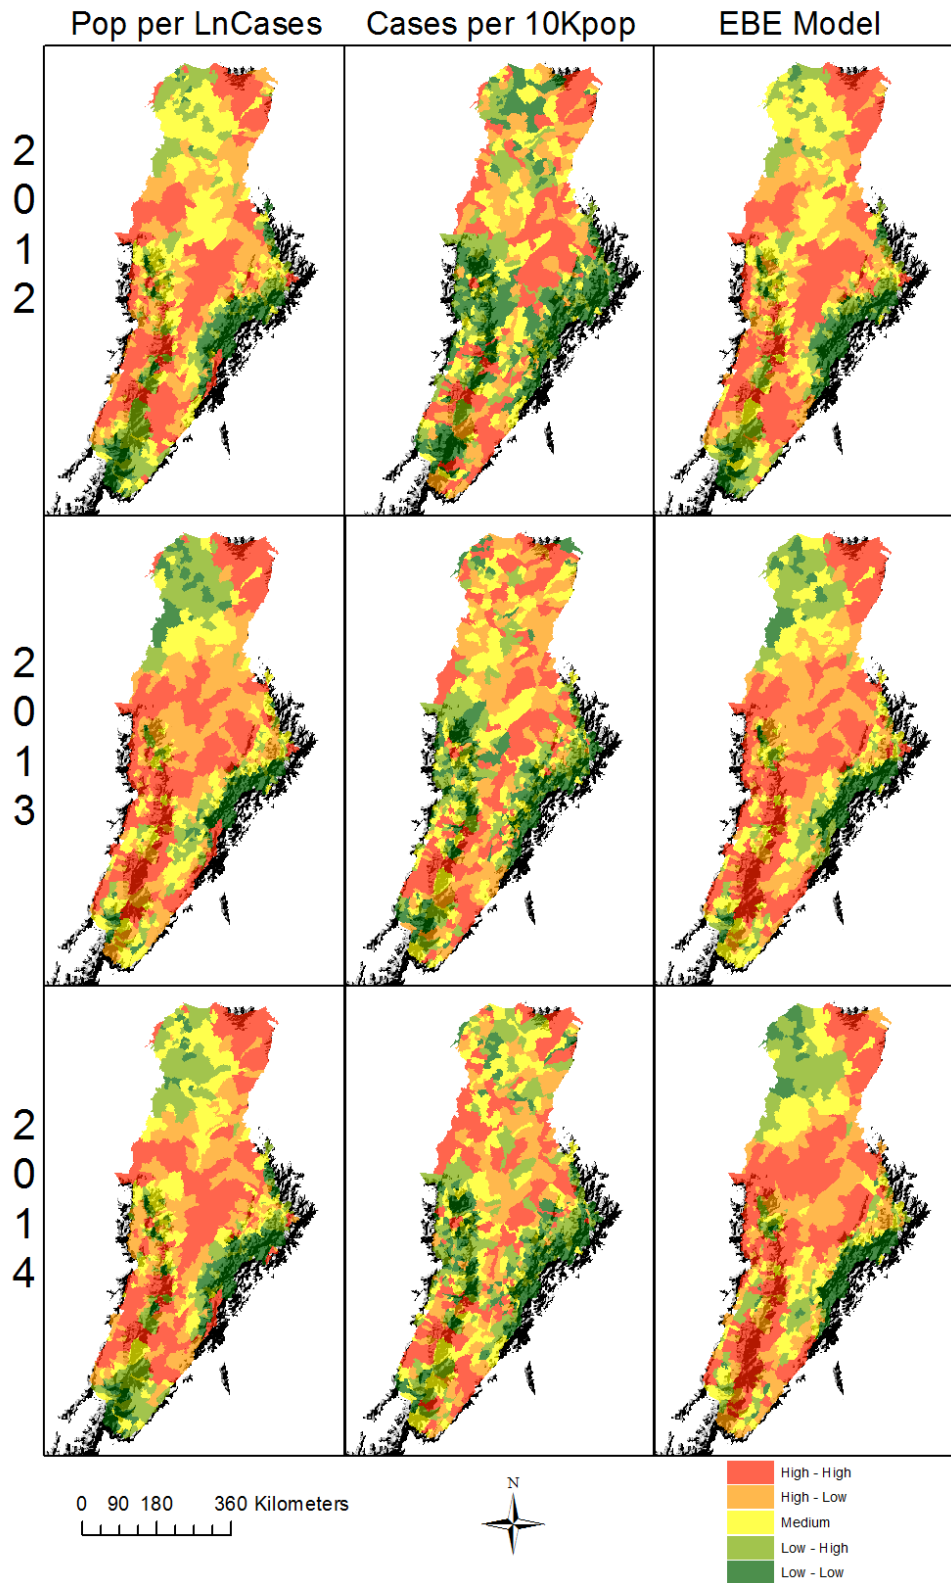 Pop per LnCases
Cases per 10Kpop
EBE Model
2
0
1
2
2
0
1
3
2
0
1
4
0 90 180 360 Kilometers
N
High - High
High - Low
Medium
Low - High
Low - Low